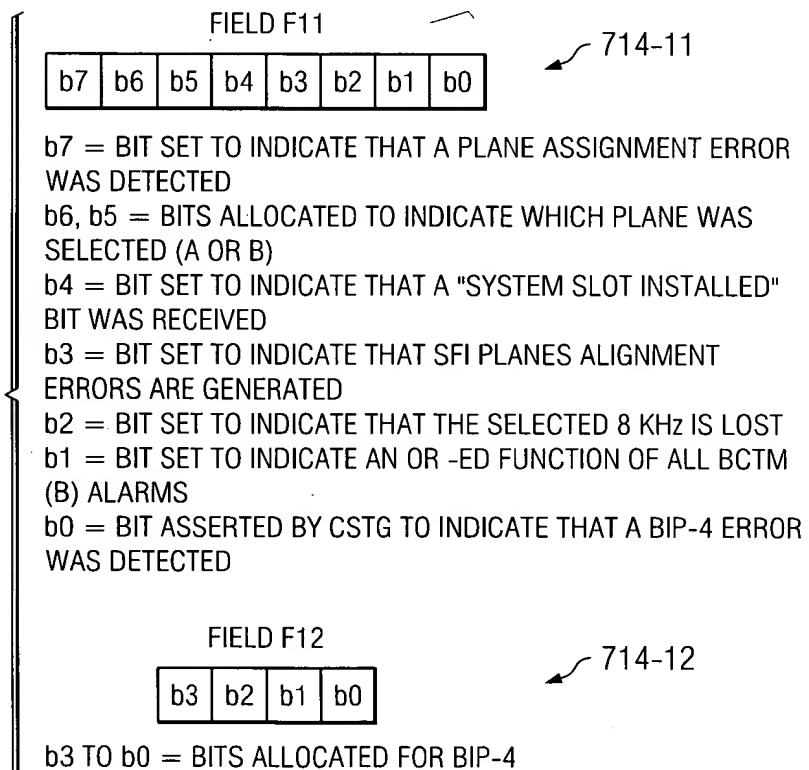 FIELD F11
714-11
b7 b6 b5 b4 b3 b2 b1 b0
b7 = BIT SET TO INDICATE THAT A PLANE ASSIGNMENT ERROR
WAS DETECTED
b6, b5 = BITS ALLOCATED TO INDICATE WHICH PLANE WAS
SELECTED (A OR B)
b4 = BIT SET TO INDICATE THAT A "SYSTEM SLOT INSTALLED"
BIT WAS RECEIVED
b3 = BIT SET TO INDICATE THAT SFI PLANES ALIGNMENT
ERRORS ARE GENERATED
b2 = BIT SET TO INDICATE THAT THE SELECTED 8 KHz IS LOST
b1 = BIT SET TO INDICATE AN OR -ED FUNCTION OF ALL BCTM
(B) ALARMS
b0 = BIT ASSERTED BY CSTG TO INDICATE THAT A BIP-4 ERROR
WAS DETECTED
FIELD F12
714-12
b3 b2 b1 b0
b3 TO b0 = BITS ALLOCATED FOR BIP-4